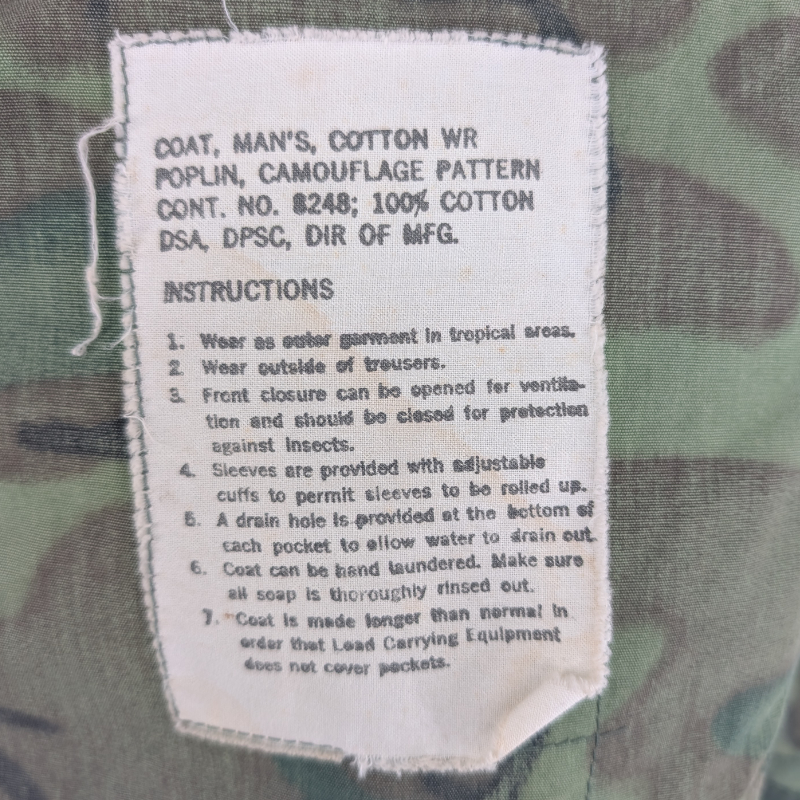 COAT, MAN'S, COTTON WR
POPLIN, CAMOUFLAGE PATTERN
CONT. NO. 8248; 100% COTTON
DSA, DPSC, DIR OF MFG.
INSTRUCTIONS
1. Wear as outer garment in tropical areas.
2. Wear outside of trousers.
3. Front closure can be opened for ventila-
tion and should be closed for protection
against insects.
4. Sleeves are provided with adjustable
cuffs to permit sleeves to be rolled up.
5. A drain hole is provided at the bottom of
each pocket to allow water to drain out.
6. Coat can be hand laundered. Make sure
all soap is thoroughly rinsed out.
7. Coat is made longer than normal in
order that Load Carrying Equipment
does not cover pockets.